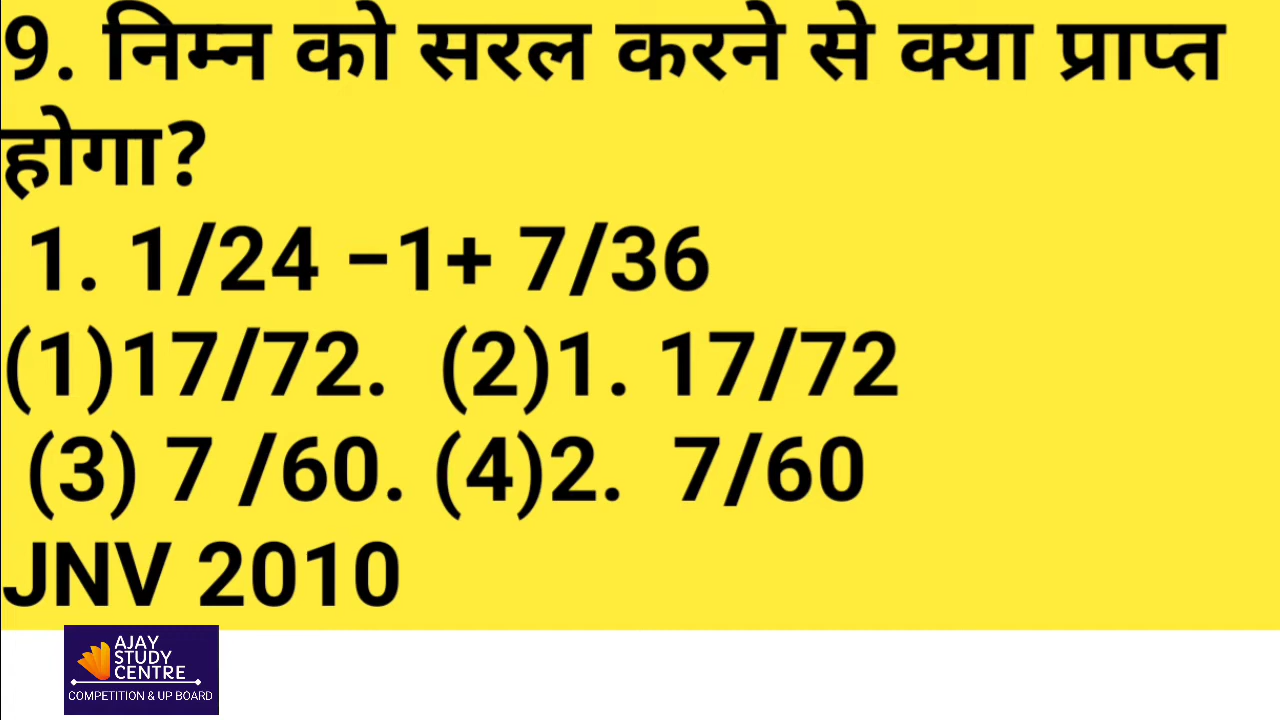 9. निम्न को सरल करने से क्या प्राप्त
होगा?
1. 1/24 −1+ 7/36
(1)17/72. (2)1. 17/72
(3) 7 /60. (4)2. 7/60
JNV 2010
AJAY
STUDY
CENTRE
COMPETITION & UP BOARD